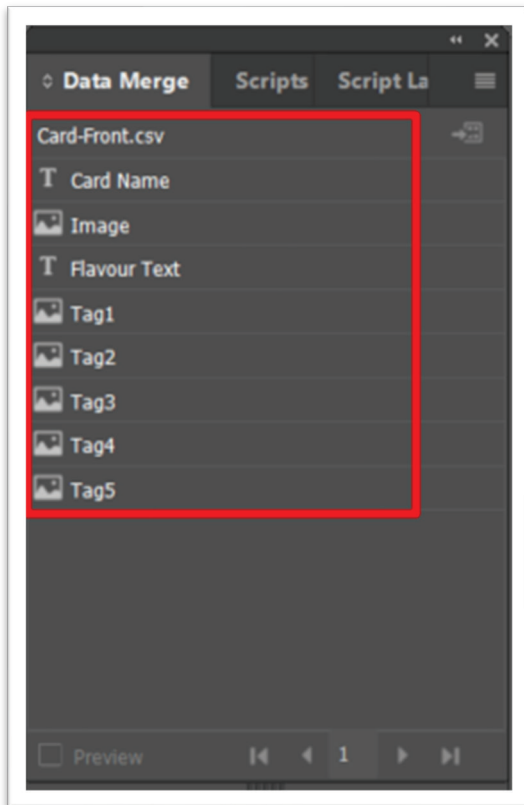 Data Merge Scripts Script La
Card-Front.csv
T Card Name
Image
T Flavour Text
Tag1
Tag2
Tag3
Tag4
Tag5
Preview 1